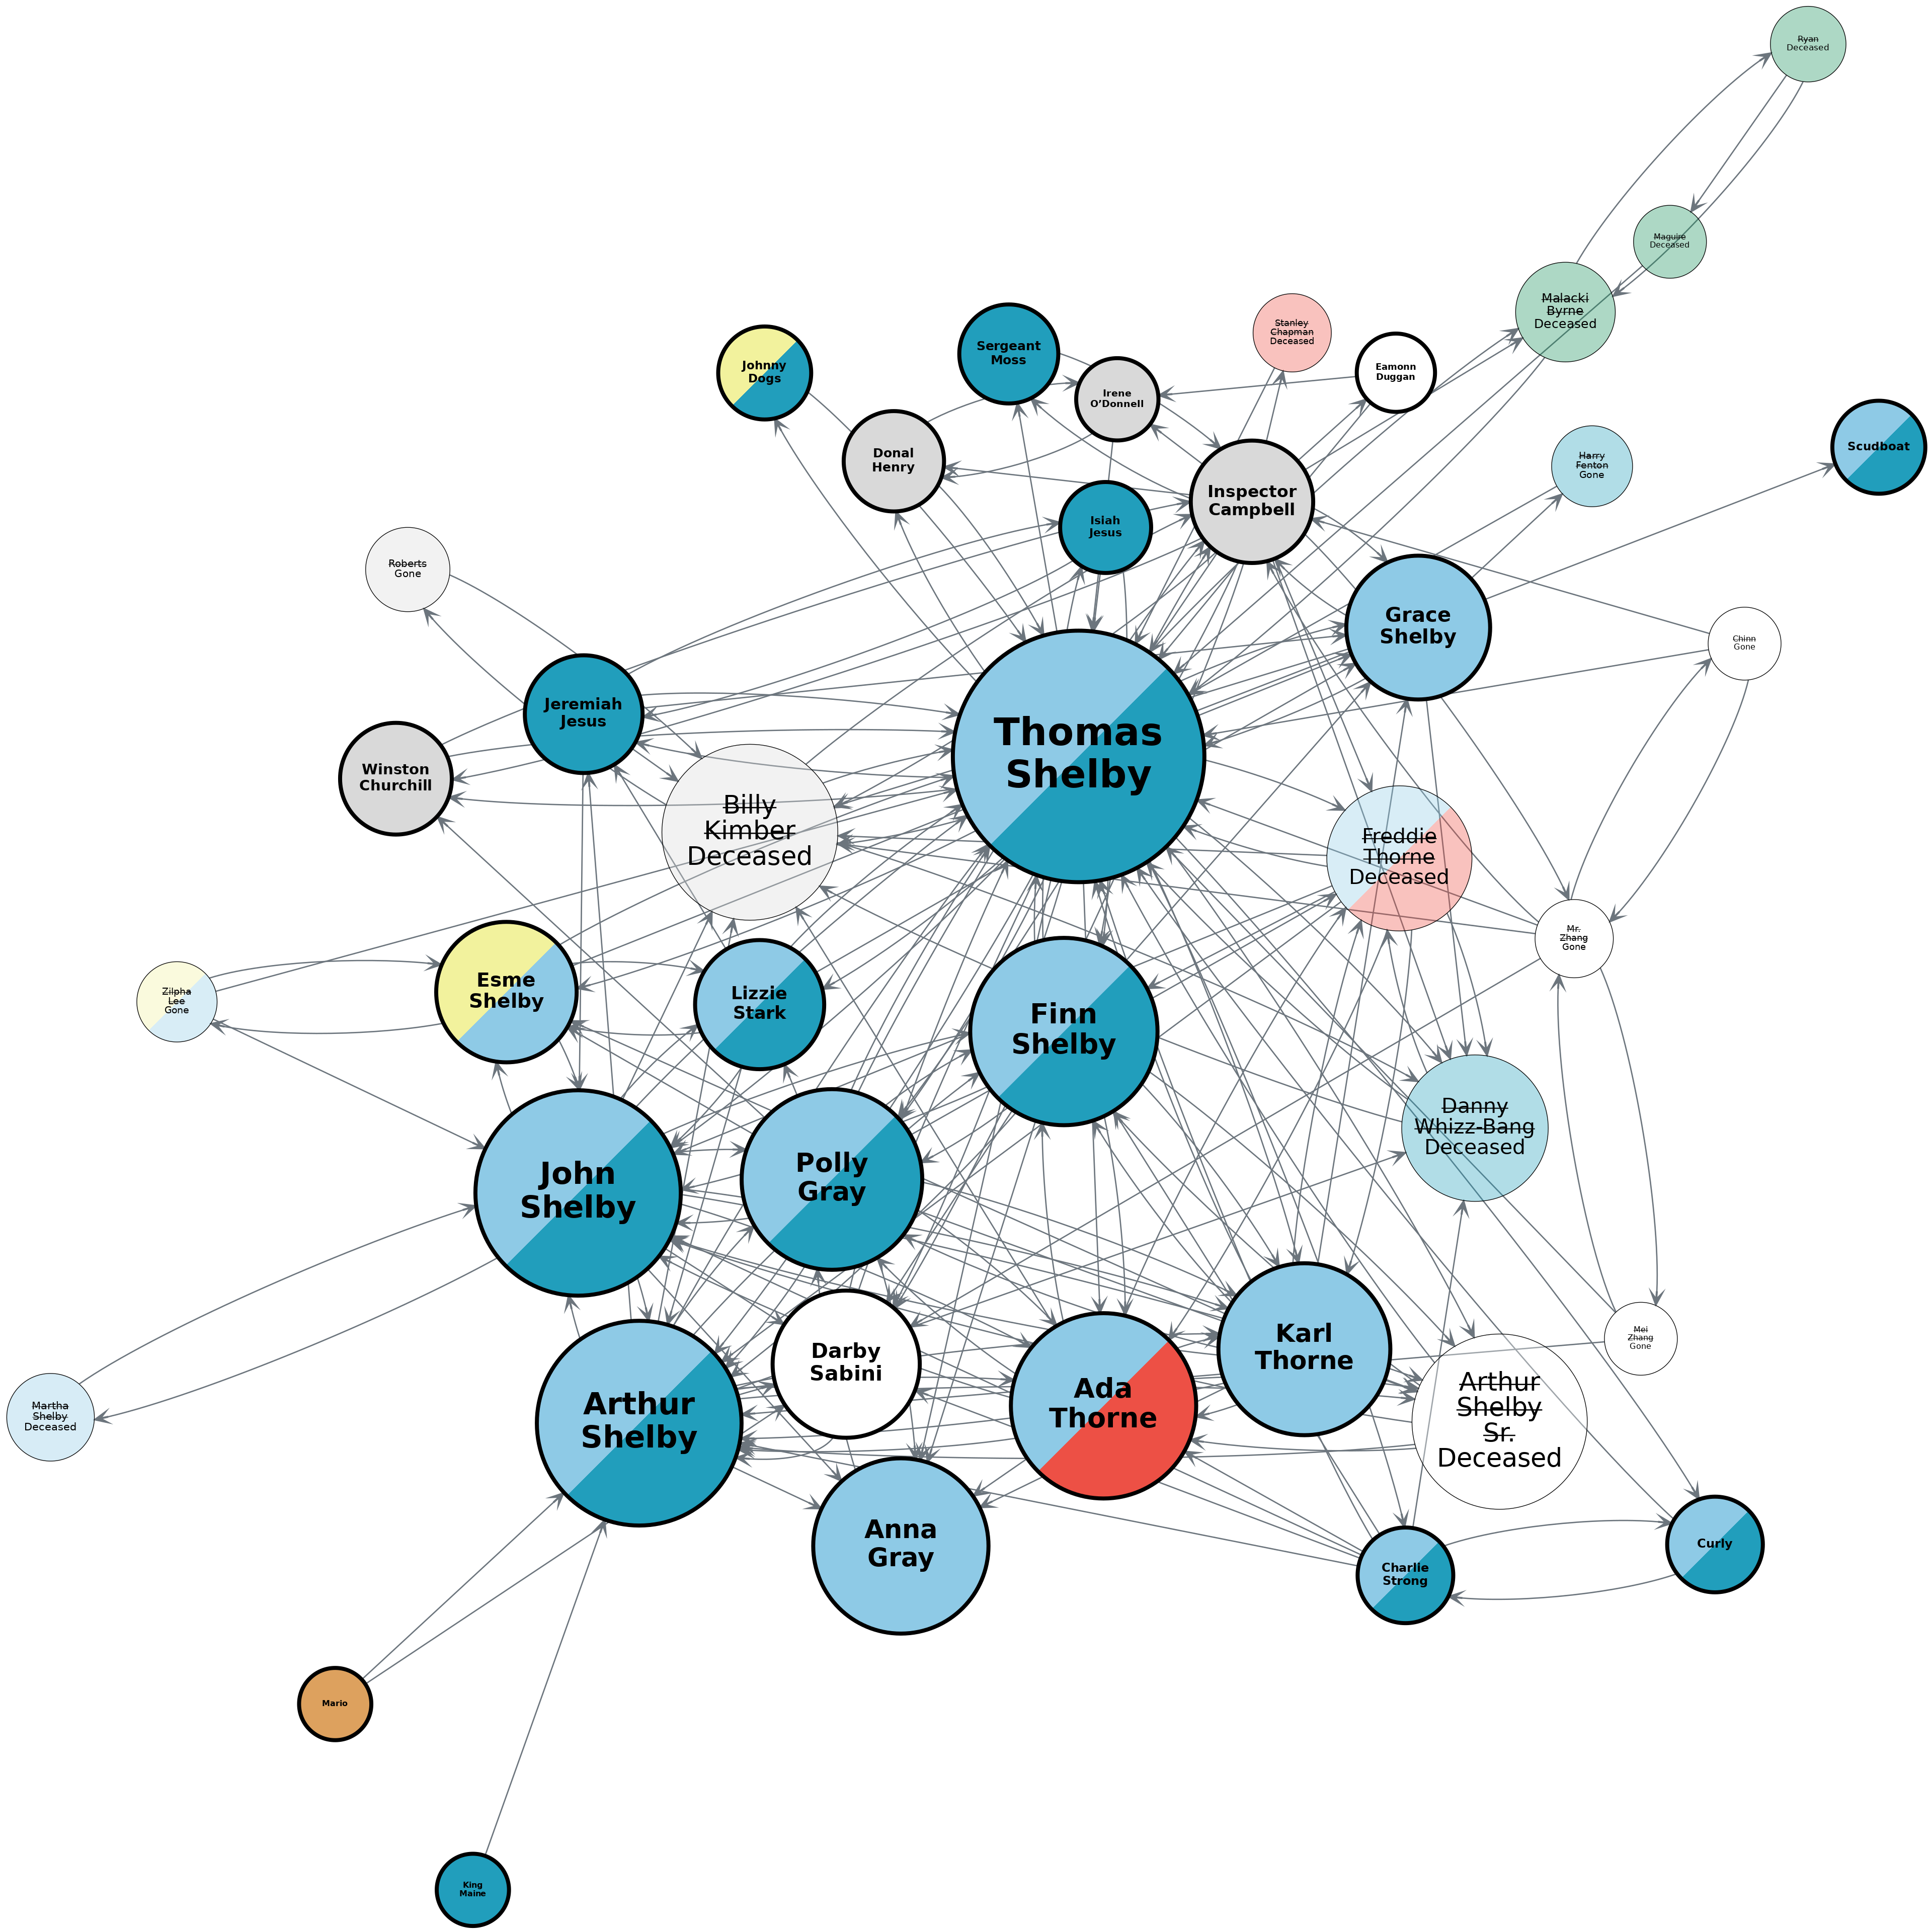 Ryan
Deceased
Maguire
Deceased
Malacki
Byrne
Deceased
Stanley
Chapman
Deceased
Sergeant
Moss
Johnny
Dogs
Eamonn
Duggan
Irene
O'Donnell
Scudboat
Donal
Henry
Harry
Fenton
Gone
Inspector
Campbell
Isiah
Jesus
Roberts
Gone
Grace
Shelby
Chinn
Gone
Jeremiah
Jesus
Thomas
Shelby
Winston
Churchill
Billy
Kimber
Deceased
Freddie
Thorne
Deceased
Mr.
Zhang
Gone
Esme
Shelby
Zilpha
Lee
Gone
Lizzie
Stark
Finn
Shelby
Danny
Whizz-Bang
Deceased
Polly
Gray
John
Shelby
Mei
Zhang
Gone
Karl
Thorne
Darby
Sabini
Ada
Thorne
Martha
Shelby
Deceased
Arthur
Shelby
Arthur
Shelby
Sr.
Deceased
Anna
Gray
Curly
Charlie
Strong
Mario
King
Maine